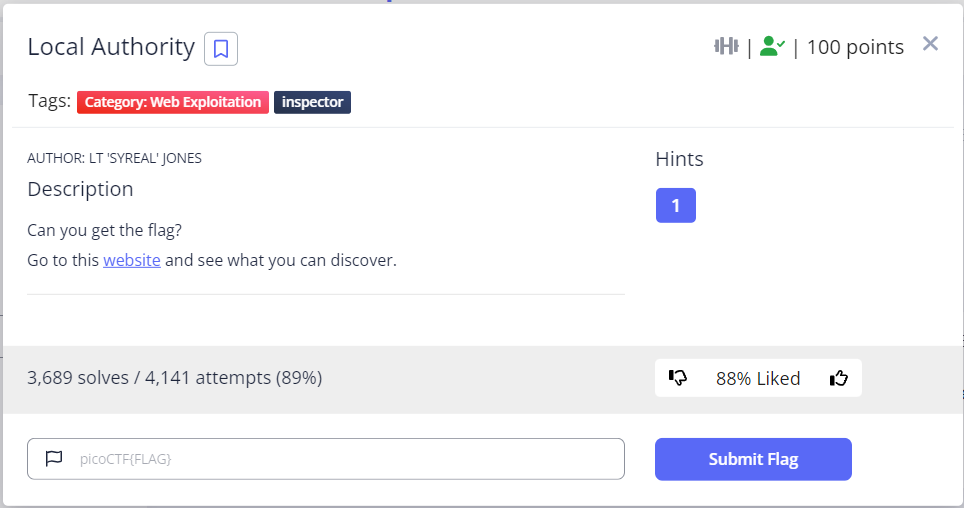 Local Authority
| | 100 points
Tags: Category: Web Exploitation inspector
AUTHOR: LT 'SYREAL' JONES
Description
Can you get the flag?
Go to this website and see what you can discover.
Hints
1
3,689 solves / 4,141 attempts (89%)
88% Liked
picoCTF{FLAG}
Submit Flag